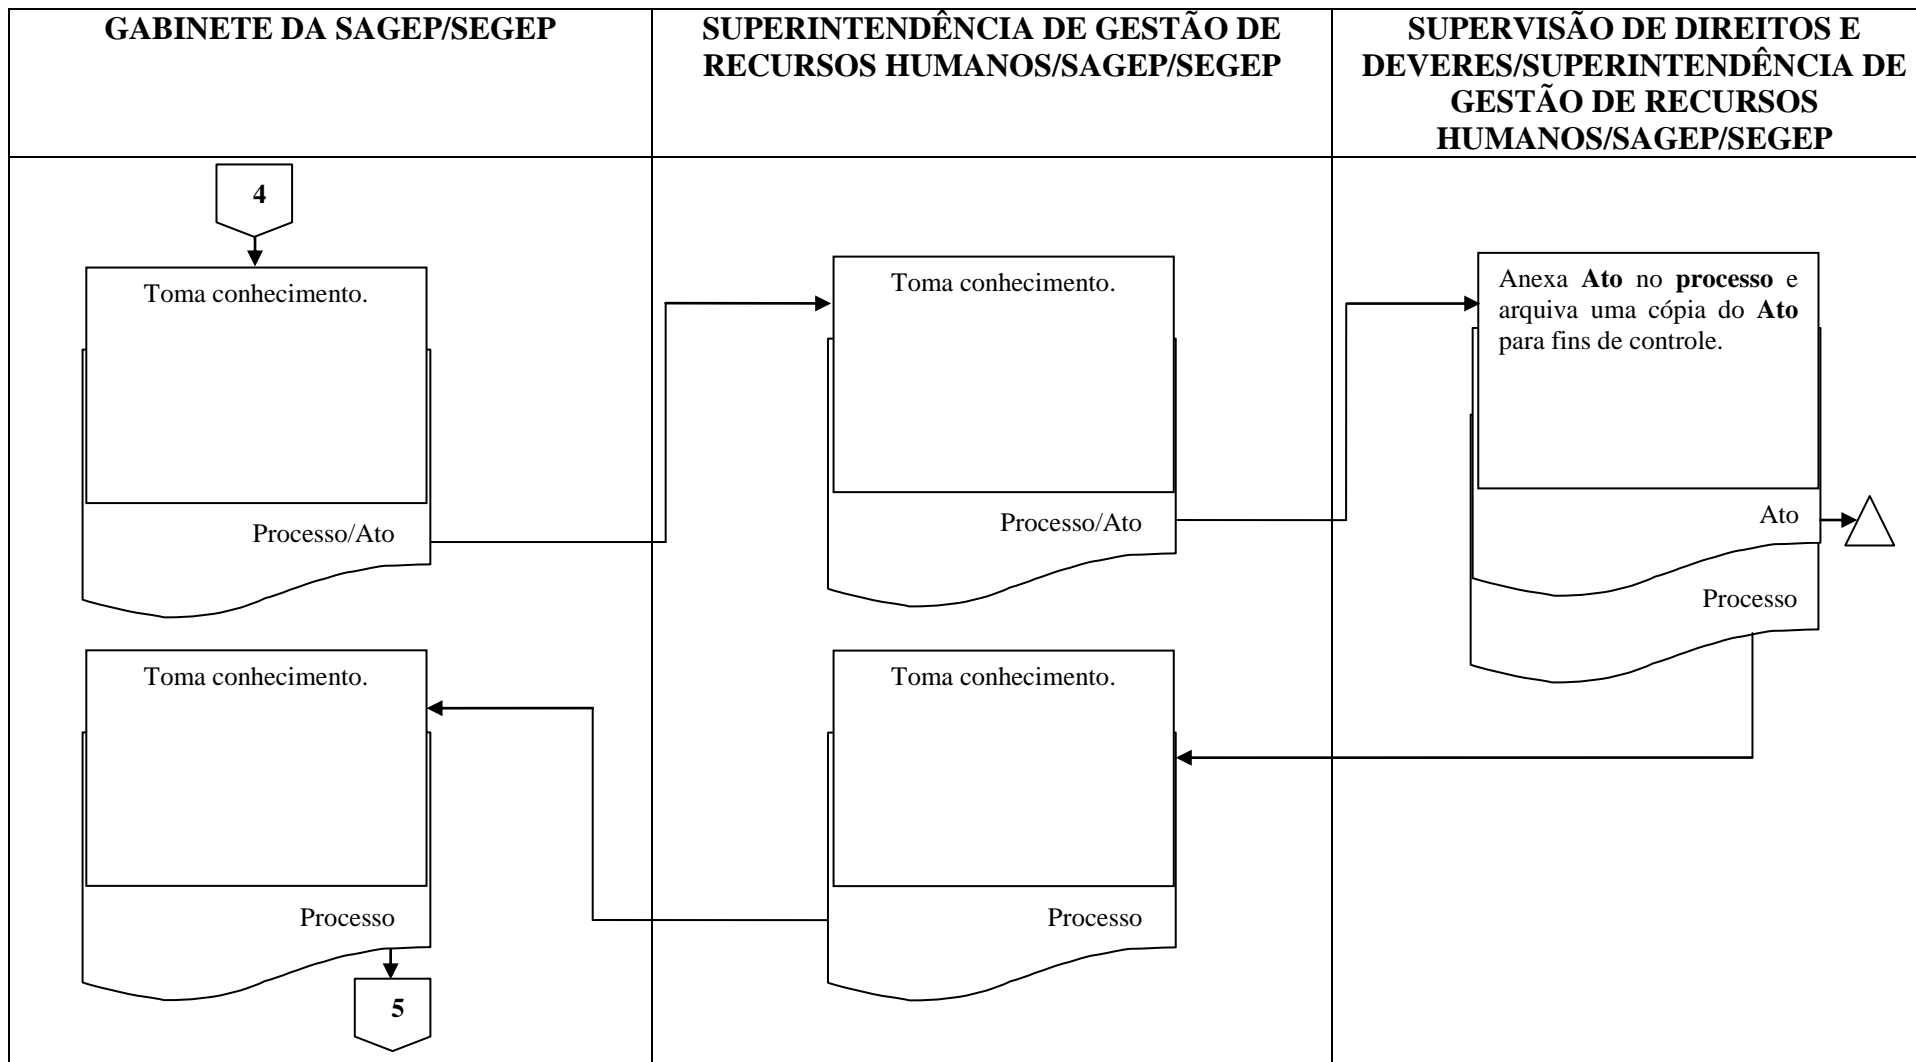 GABINETE DA SAGEP/SEGEP
SUPERINTENDÊNCIA DE GESTÃO DE
RECURSOS HUMANOS/SAGEP/SEGEP
SUPERVISÃO DE DIREITOS E
DEVERES/SUPERINTENDÊNCIA DE
GESTÃO DE RECURSOS
HUMANOS/SAGEP/SEGEP
4
Toma conhecimento.
Processo/Ato
Toma conhecimento.
Processo/Ato
Anexa Ato no processo e
arquiva uma cópia do Ato
para fins de controle.
Ato
Processo
Toma conhecimento.
Processo
Toma conhecimento.
Processo
5